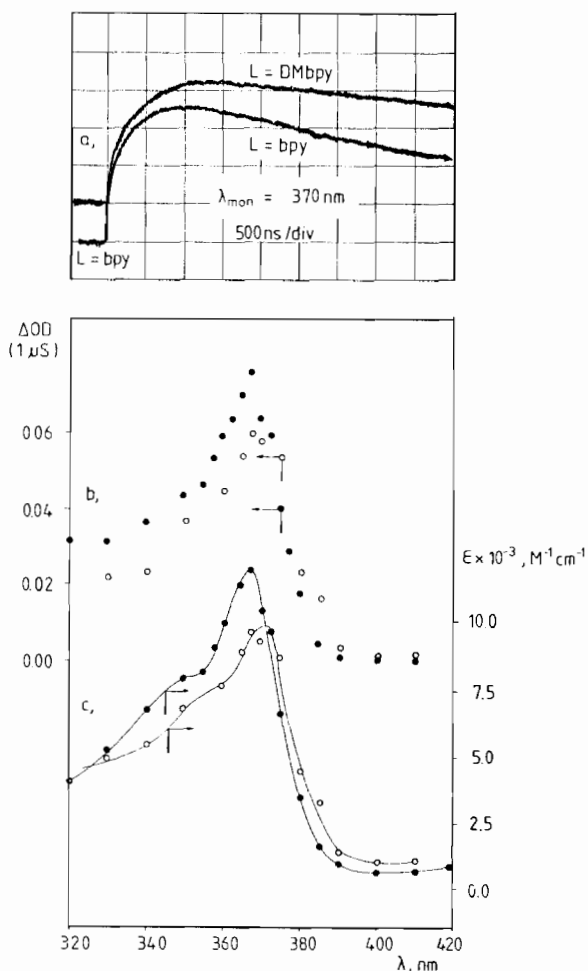 L = DMbpy
a,
L = bpy
λmon = 370 nm
500ns/div
L = bpy
ΔOD
(1 µS)
0.06
b,
0.04
ε × 10⁻³, M⁻¹cm⁻¹
0.02
10.0
0.00
c,
7.5
5.0
2.5
0.0
320 340 360 380 400 420
λ, nm